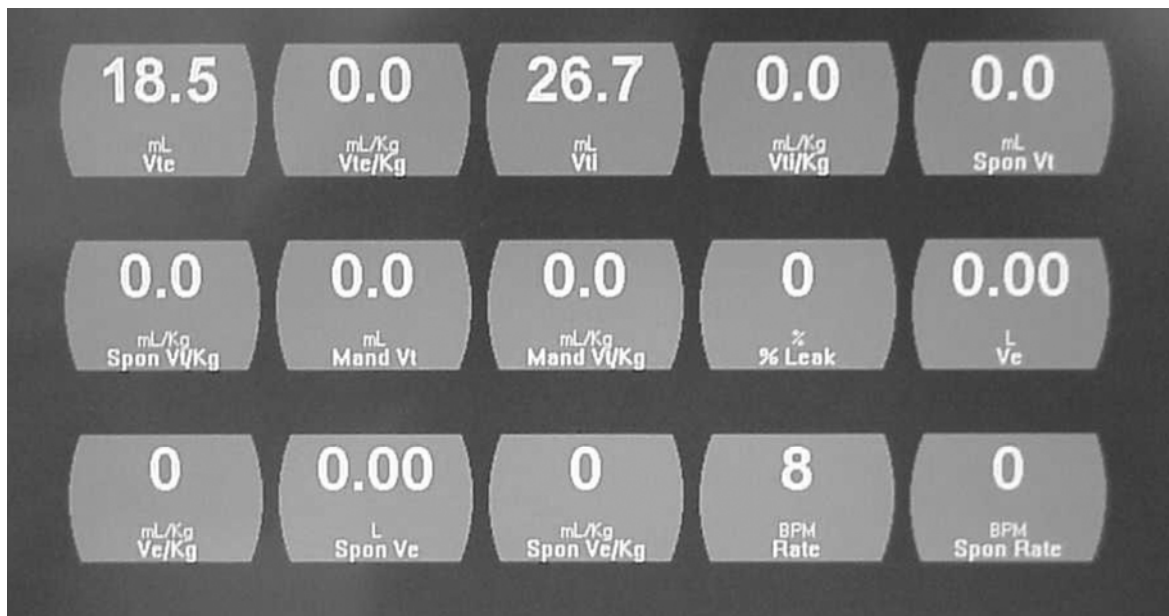 18.5
mL
Vte
0.0
mL/Kg
Vte/Kg
26.7
mL
Vti
0.0
mL/Kg
Vti/Kg
0.0
mL
Spon Vt
0.0
mL/Kg
Spon Vt/Kg
0.0
mL
Mand Vt
0.0
mL/Kg
Mand Vt/Kg
0
%
% Leak
0.00
L
Ve
0
mL/Kg
Ve/Kg
0.00
L
Spon Ve
0
mL/Kg
Spon Ve/Kg
8
BPM
Rate
0
BPM
Spon Rate